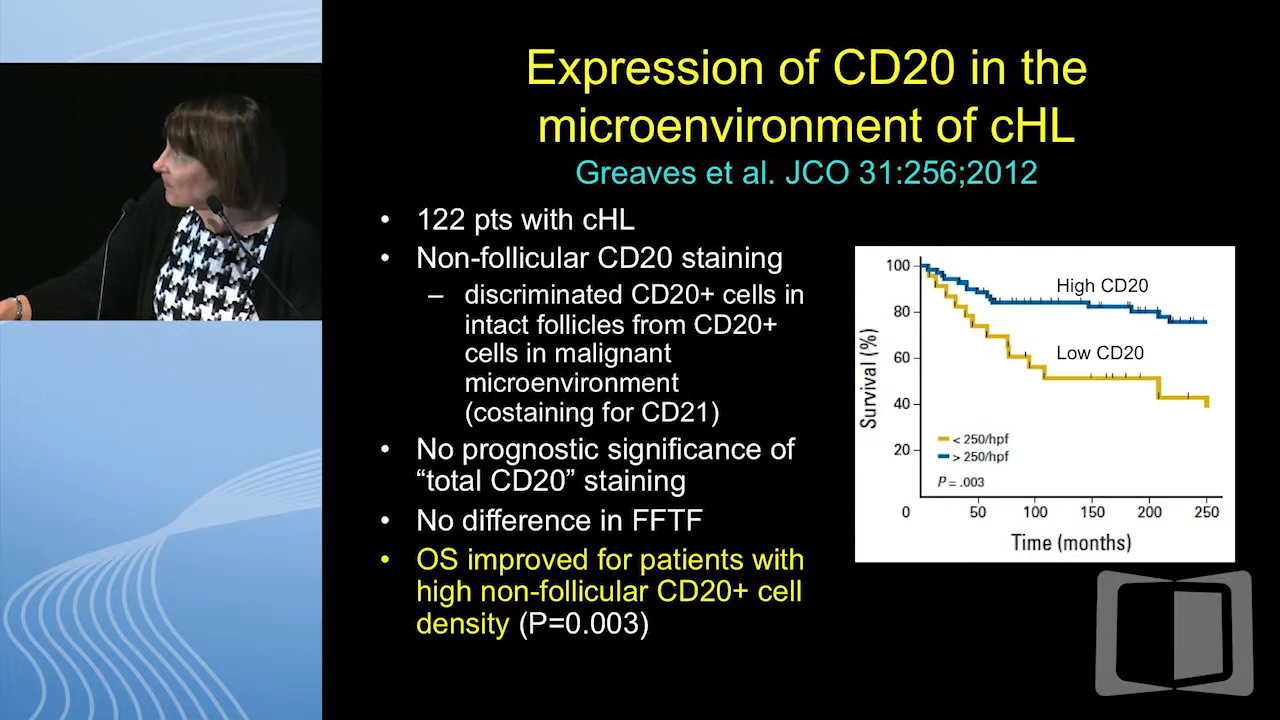 Expression of CD20 in the
microenvironment of cHL
Greaves et al. JCO 31:256;2012
• 122 pts with cHL
• Non-follicular CD20 staining
– discriminated CD20+ cells in
intact follicles from CD20+
cells in malignant
microenvironment
(costaining for CD21)
• No prognostic significance of
“total CD20” staining
• No difference in FFTF
• OS improved for patients with
high non-follicular CD20+ cell
density (P=0.003)
Survival (%)
100
80
60
40
20
High CD20
Low CD20
< 250/hpf
> 250/hpf
P = .003
0 50 100 150 200 250
Time (months)